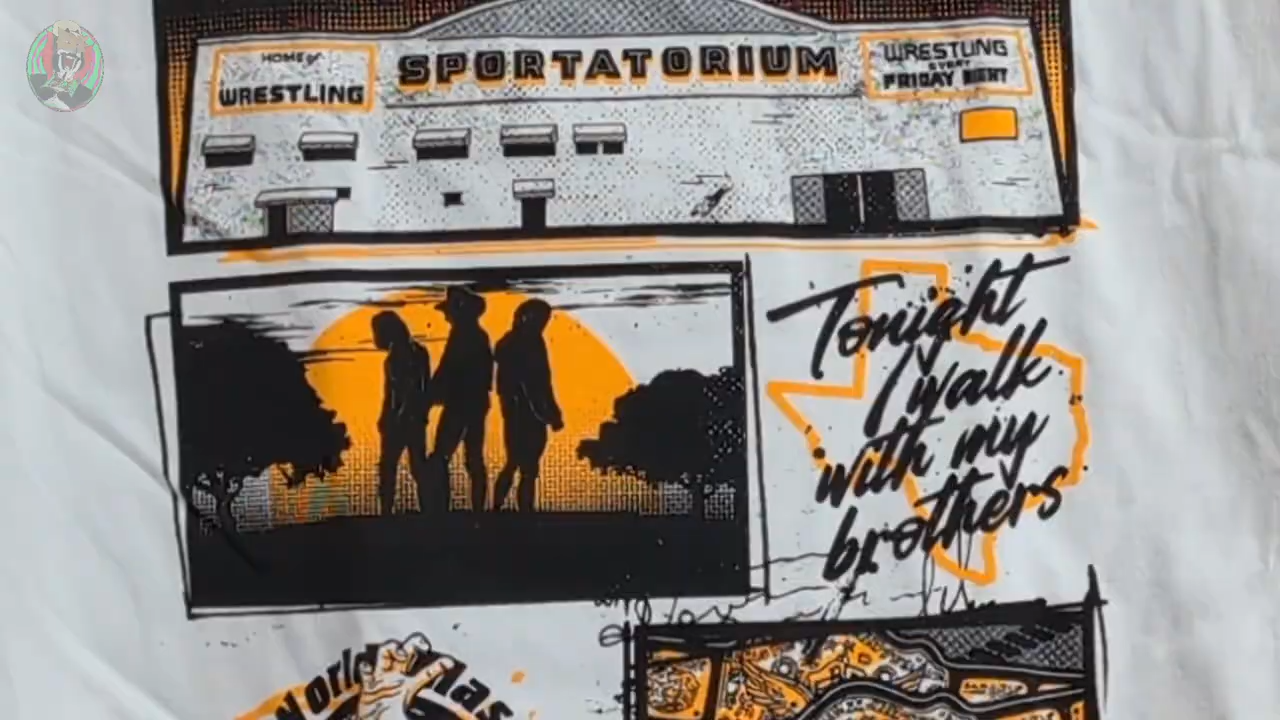 HOME of
WRESTLING
SPORTATORIUM
WRESTLING
EVERY
FRIDAY NIGHT
Tonight
I walk
with my
brothers
World Clas